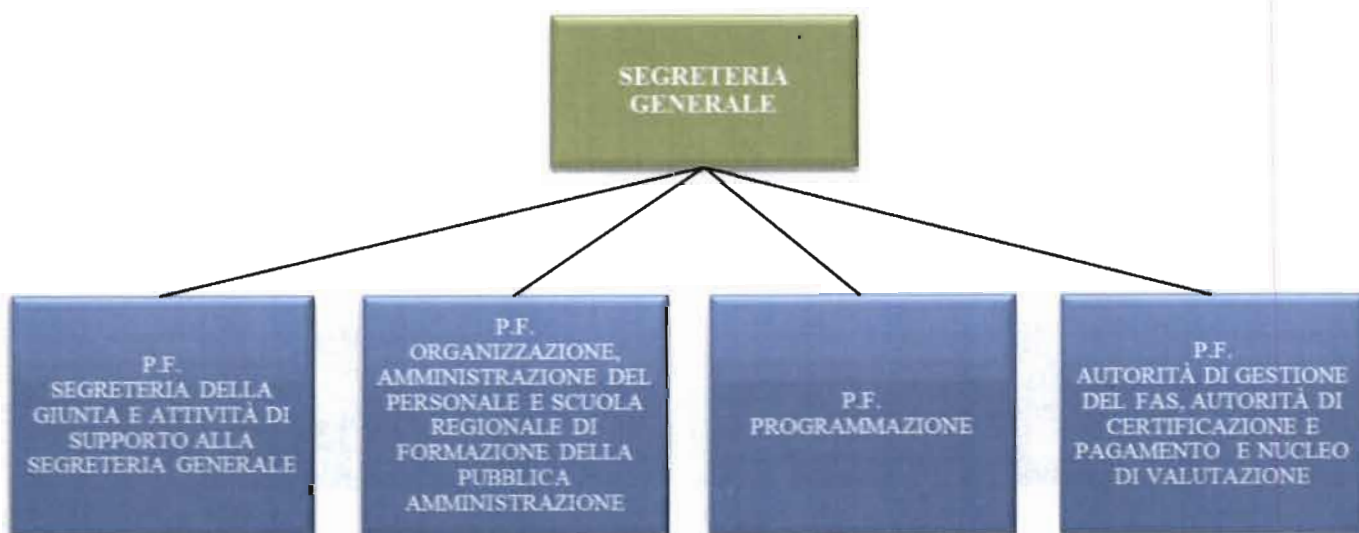 SEGRETERIA
GENERALE
P.F.
SEGRETERIA DELLA
GIUNTA E ATTIVITÀ DI
SUPPORTO ALLA
SEGRETERIA GENERALE
P.F.
ORGANIZZAZIONE,
AMMINISTRAZIONE DEL
PERSONALE E SCUOLA
REGIONALE DI
FORMAZIONE DELLA
PUBBLICA
AMMINISTRAZIONE
P.F.
PROGRAMMAZIONE
P.F.
AUTORITÀ DI GESTIONE
DEL FAS, AUTORITÀ DI
CERTIFICAZIONE E
PAGAMENTO E NUCLEO
DI VALUTAZIONE